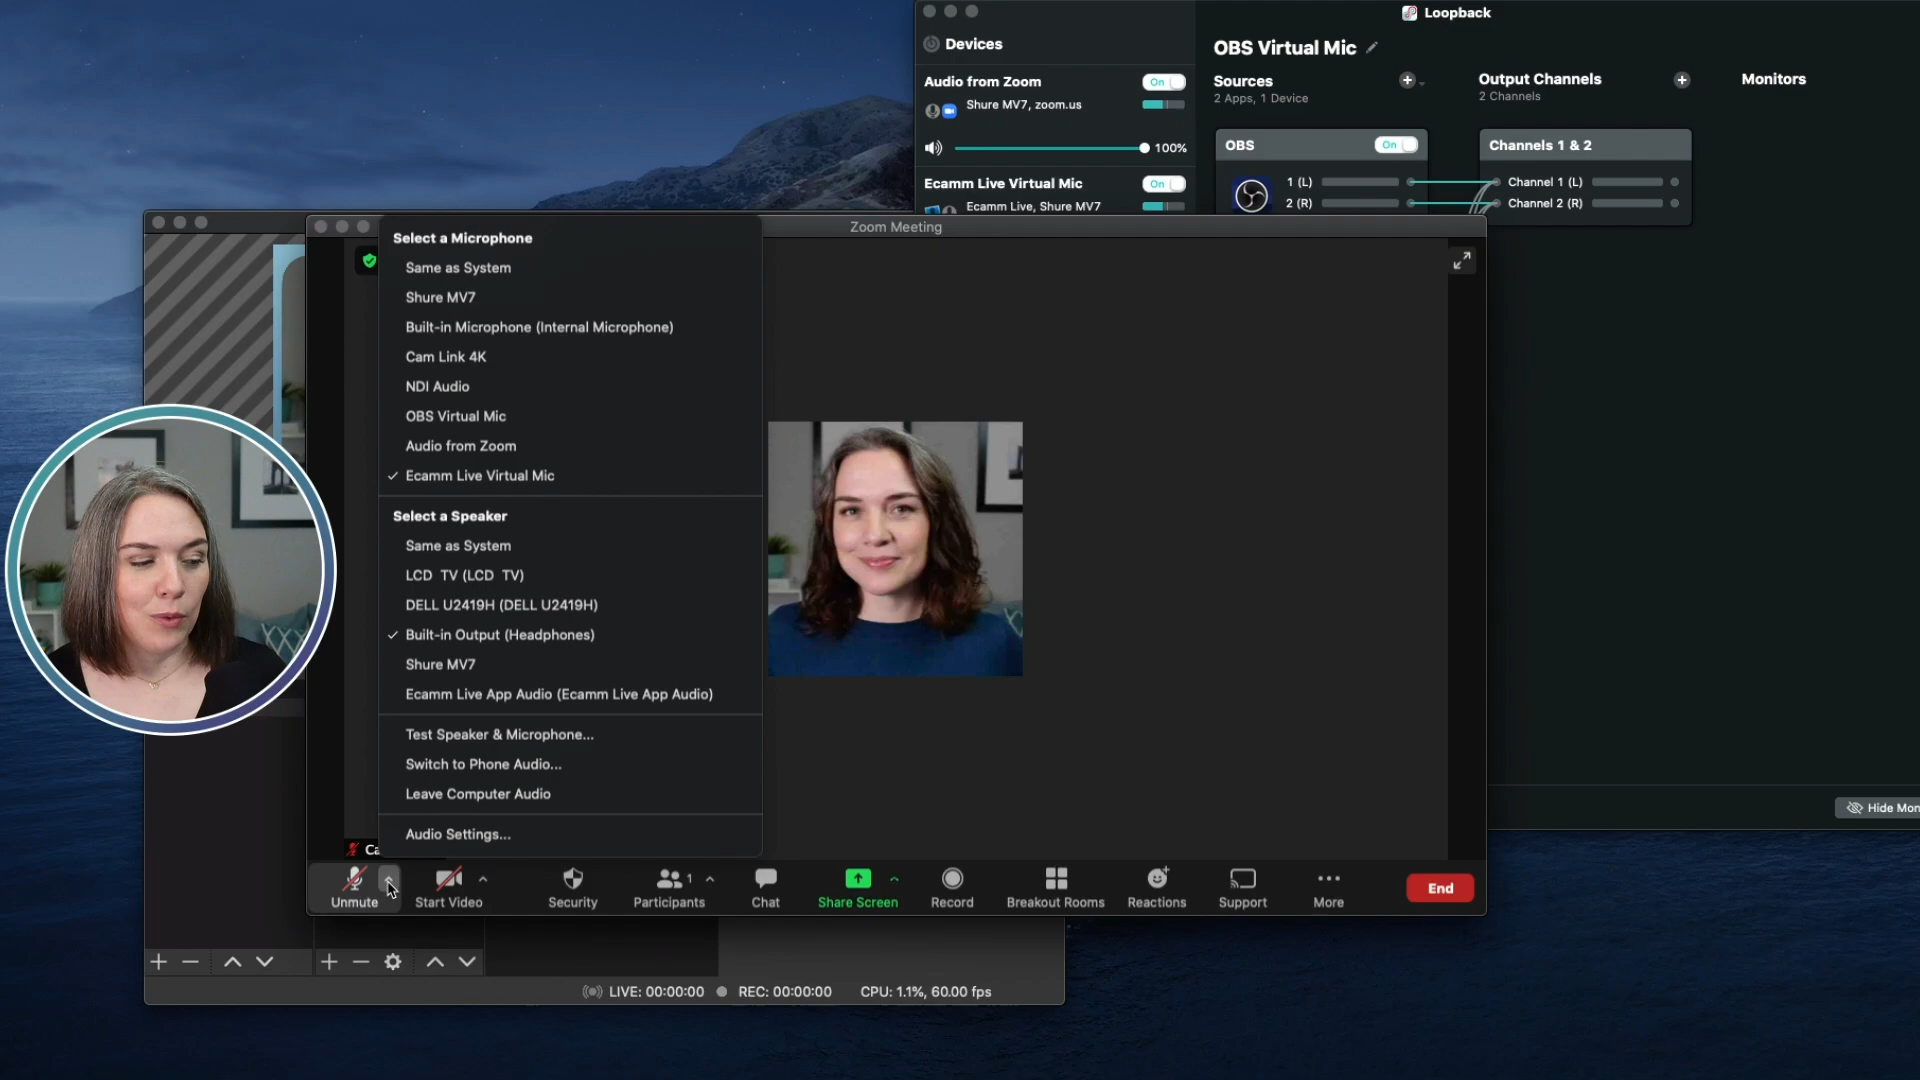 Loopback
Devices
OBS Virtual Mic
Audio from Zoom
On
Sources
2 Apps, 1 Device
Output Channels
2 Channels
Monitors
Shure MV7, zoom.us
100%
OBS
On
Channels 1 & 2
Ecamm Live Virtual Mic
On
1 (L)
Channel 1 (L)
Ecamm Live, Shure MV7
2 (R)
Channel 2 (R)
Zoom Meeting
Select a Microphone
Same as System
Shure MV7
Built-in Microphone (Internal Microphone)
Cam Link 4K
NDI Audio
OBS Virtual Mic
Audio from Zoom
✓ Ecamm Live Virtual Mic
Select a Speaker
Same as System
LCD TV (LCD TV)
DELL U2419H (DELL U2419H)
✓ Built-in Output (Headphones)
Shure MV7
Ecamm Live App Audio (Ecamm Live App Audio)
Test Speaker & Microphone...
Switch to Phone Audio...
Leave Computer Audio
Audio Settings...
Hide Mon
Ca
Unmute
Start Video
Security
1
Participants
Chat
Share Screen
Record
Breakout Rooms
Reactions
Support
More
End
LIVE: 00:00:00
REC: 00:00:00
CPU: 1.1%, 60.00 fps